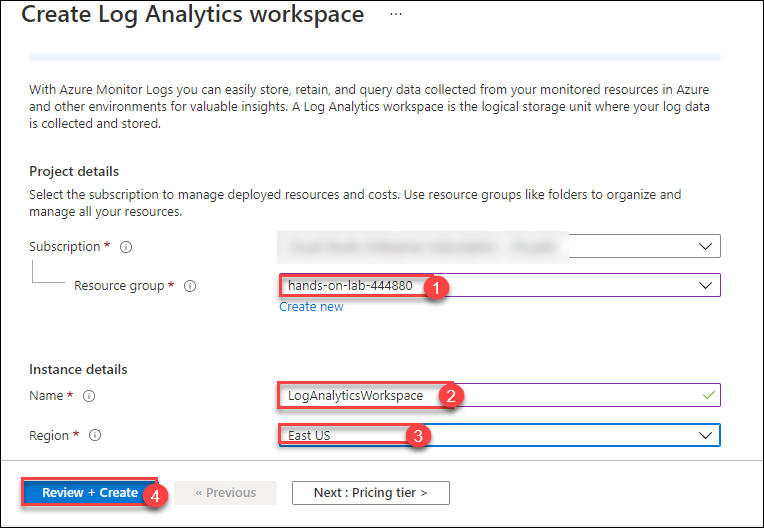 Create Log Analytics workspace ...
With Azure Monitor Logs you can easily store, retain, and query data collected from your monitored resources in Azure
and other environments for valuable insights. A Log Analytics workspace is the logical storage unit where your log data
is collected and stored.
Project details
Select the subscription to manage deployed resources and costs. Use resource groups like folders to organize and
manage all your resources.
Subscription *
Resource group *
hands-on-lab-444880 1
Create new
Instance details
Name *
LogAnalyticsWorkspace 2
Region *
East US 3
Review + Create 4
« Previous
Next : Pricing tier >